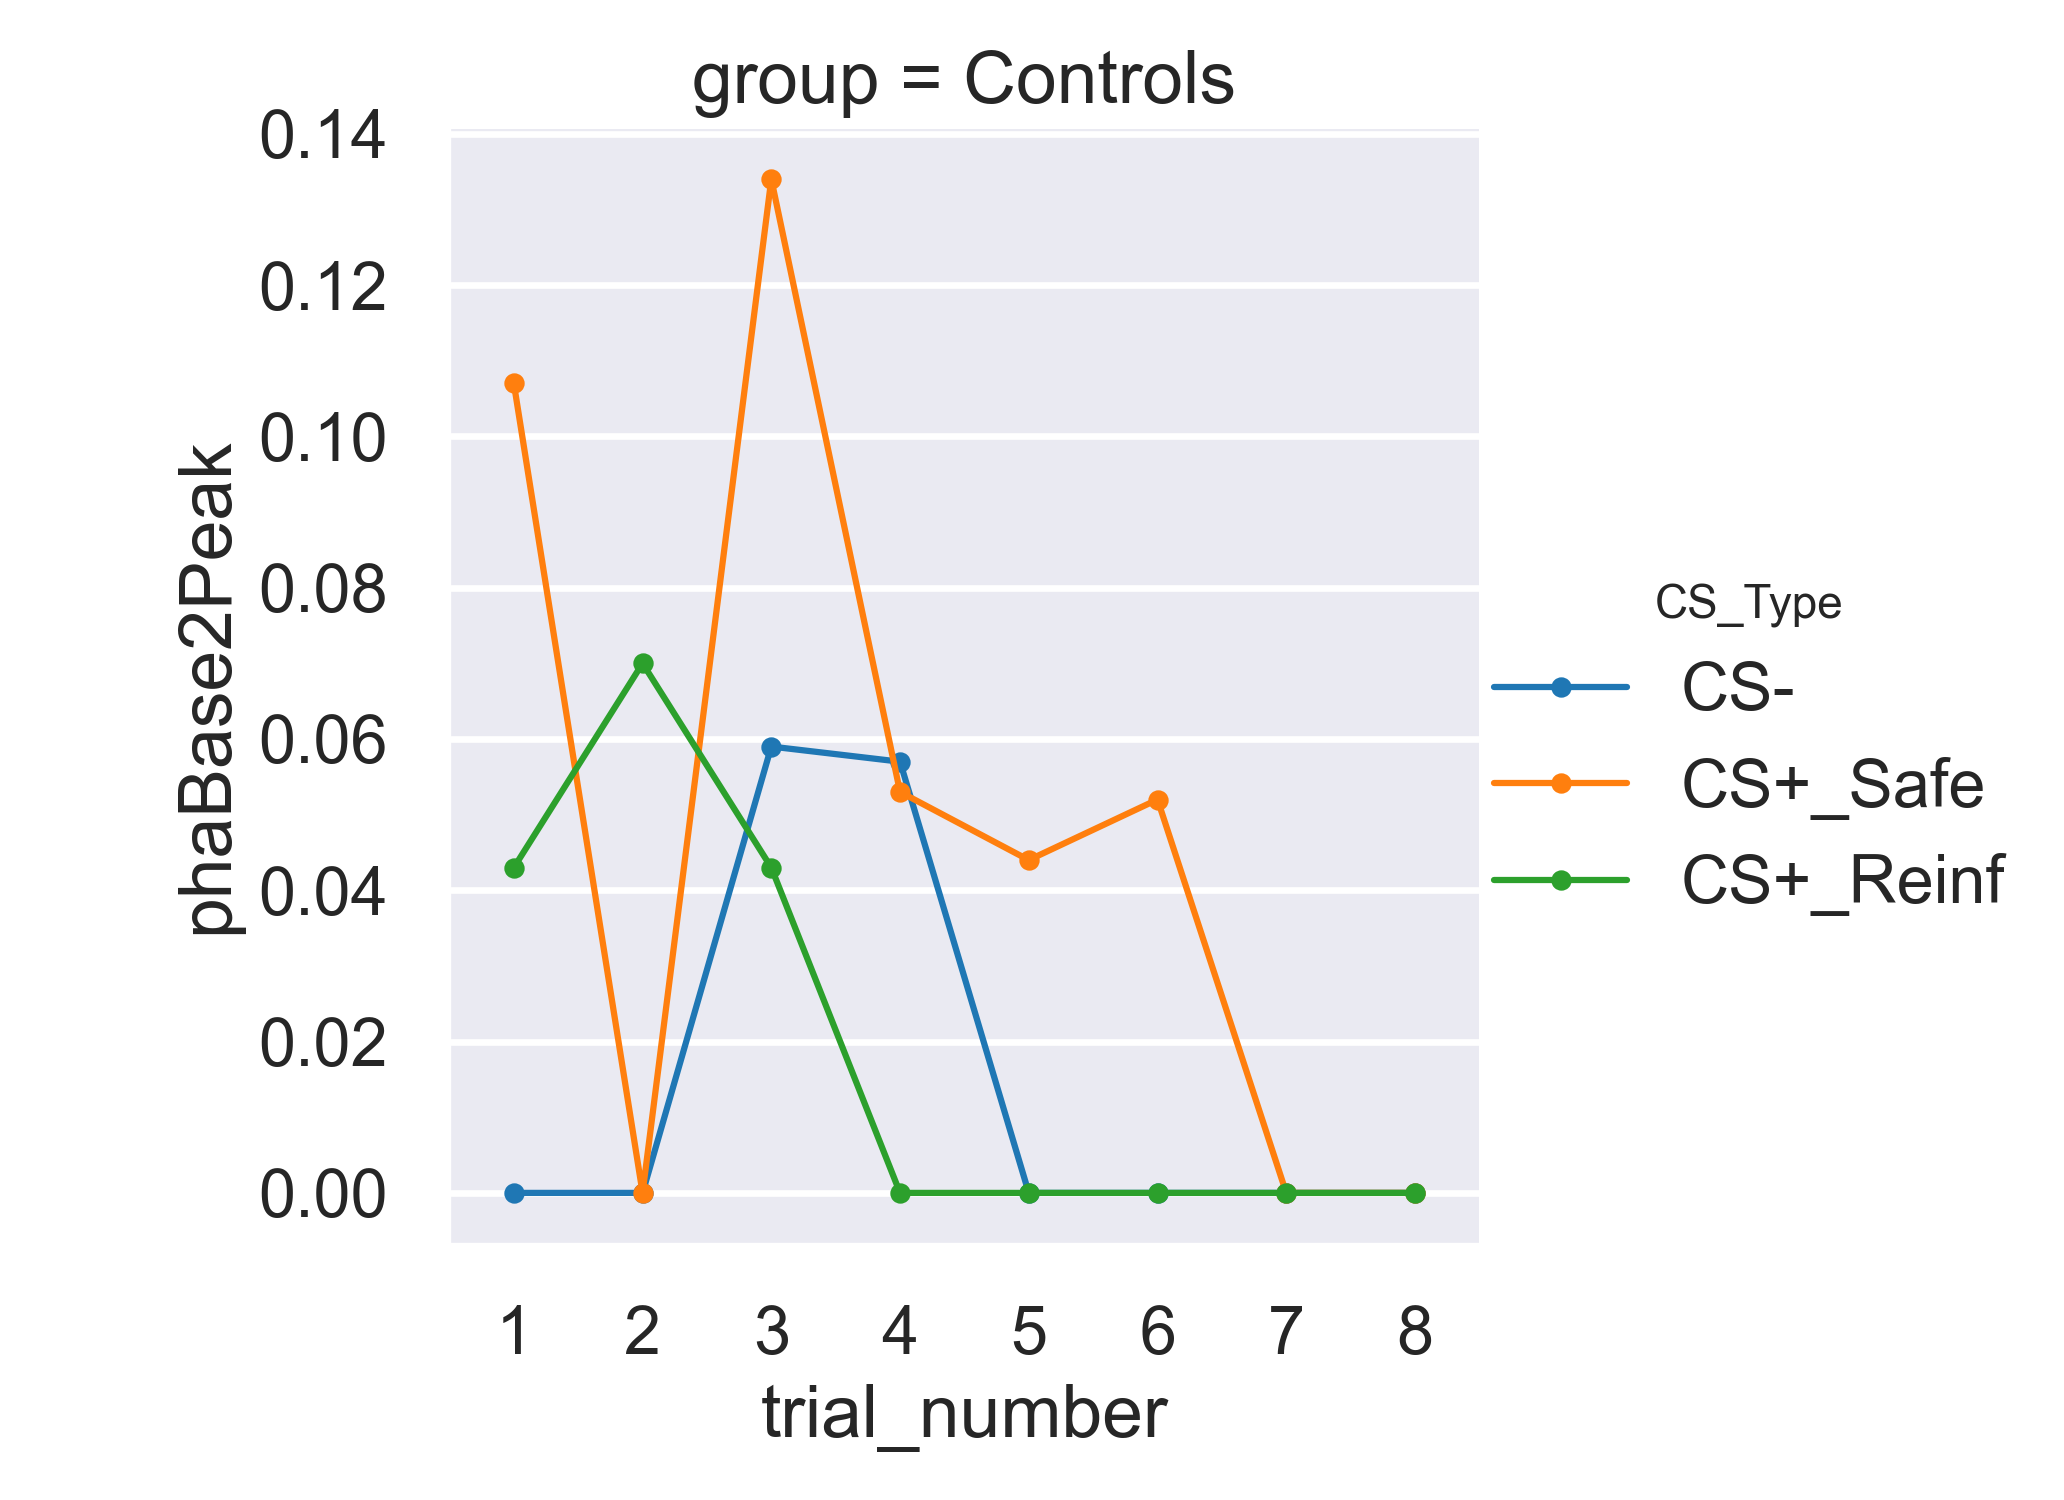 group = Controls
0.14
0.12
0.10
0.08
0.06
0.04
0.02
0.00
phaBase2Peak
1 2 3 4 5 6 7 8
trial_number
CS_Type
CS-
CS+_Safe
CS+_Reinf